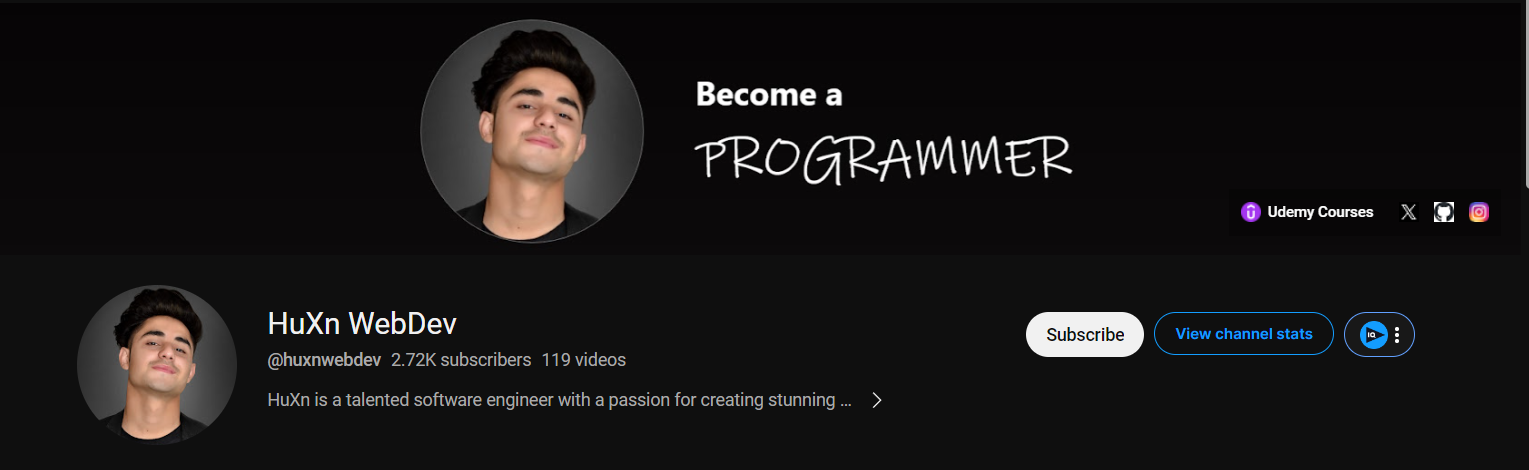 Become a
PROGRAMMER
Udemy Courses
HuXn WebDev
@huxnwebdev 2.72K subscribers 119 videos
HuXn is a talented software engineer with a passion for creating stunning ...
Subscribe
View channel stats
IQ